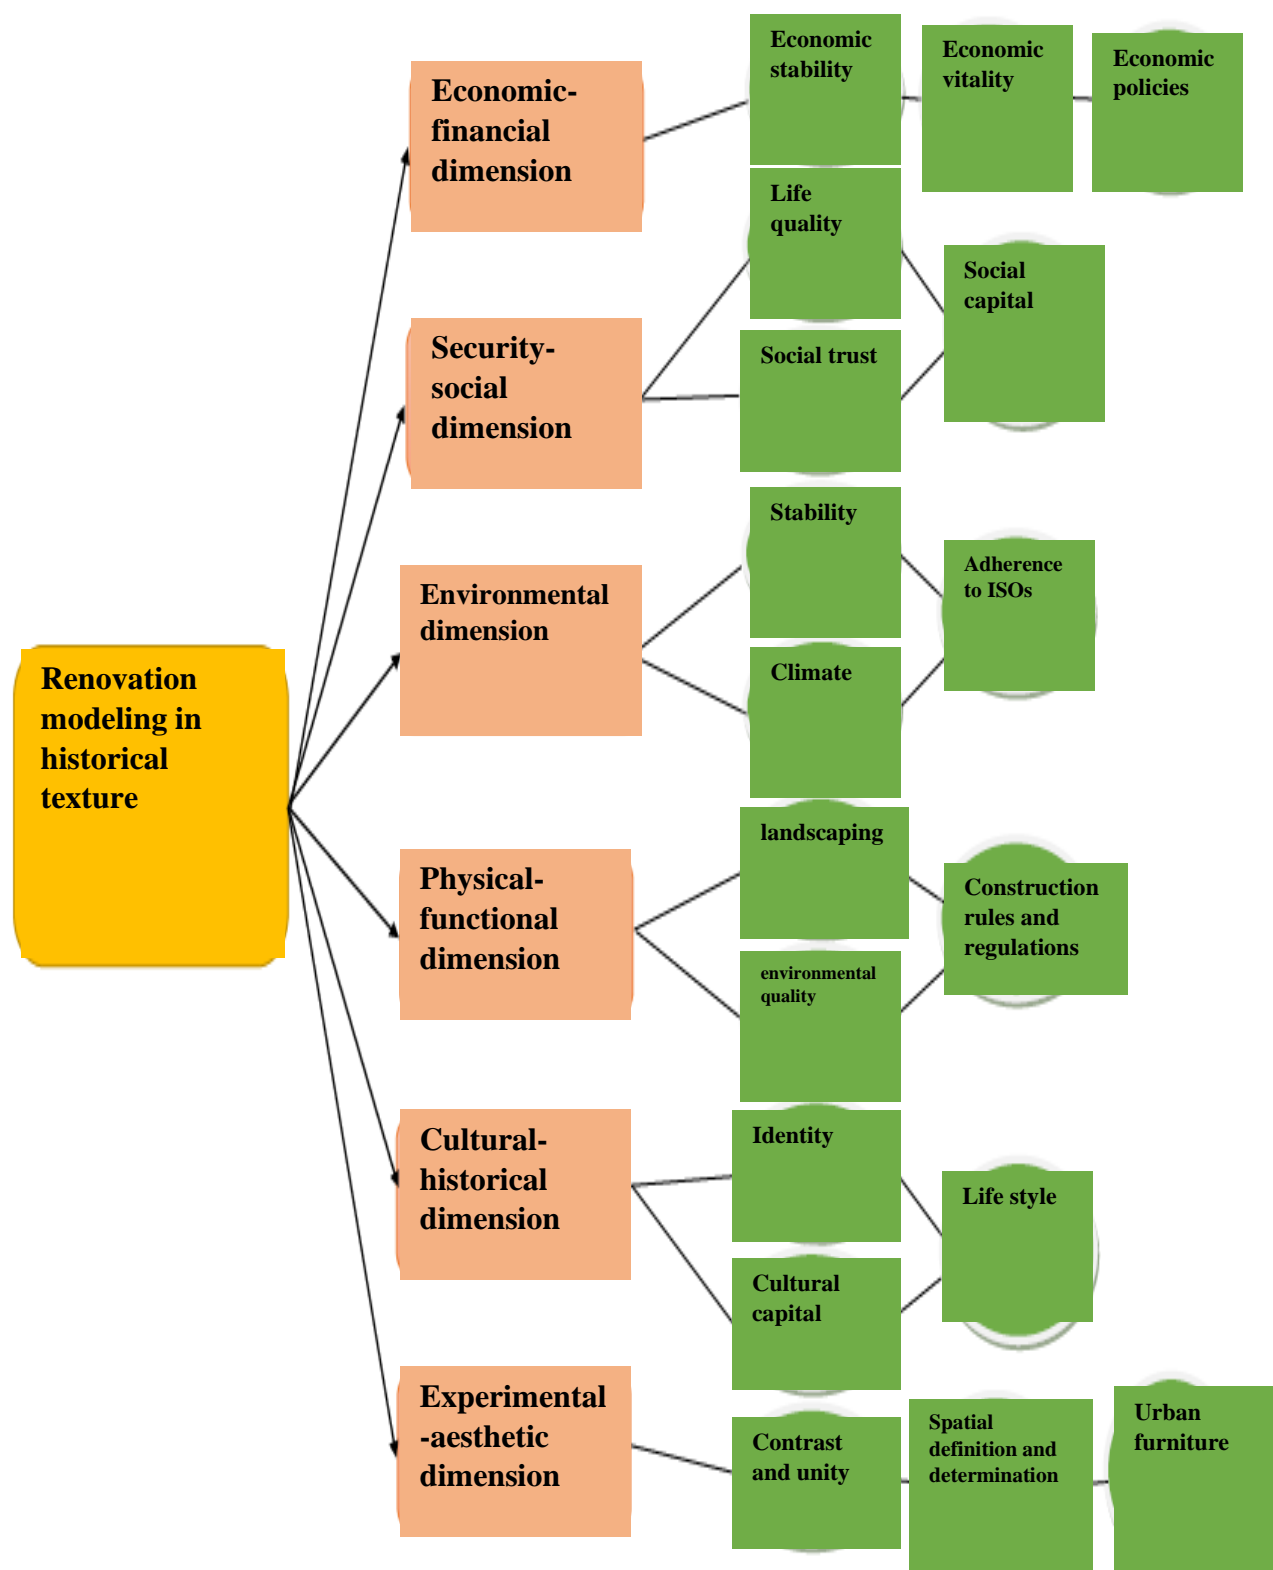 Renovation
modeling in
historical
texture
Economic-
financial
dimension
Economic
stability
Economic
vitality
Economic
policies
Security-
social
dimension
Life
quality
Social trust
Social
capital
Environmental
dimension
Stability
Climate
Adherence
to ISOs
Physical-
functional
dimension
landscaping
environmental
quality
Construction
rules and
regulations
Cultural-
historical
dimension
Identity
Cultural
capital
Life style
Experimental
-aesthetic
dimension
Contrast
and unity
Spatial
definition and
determination
Urban
furniture